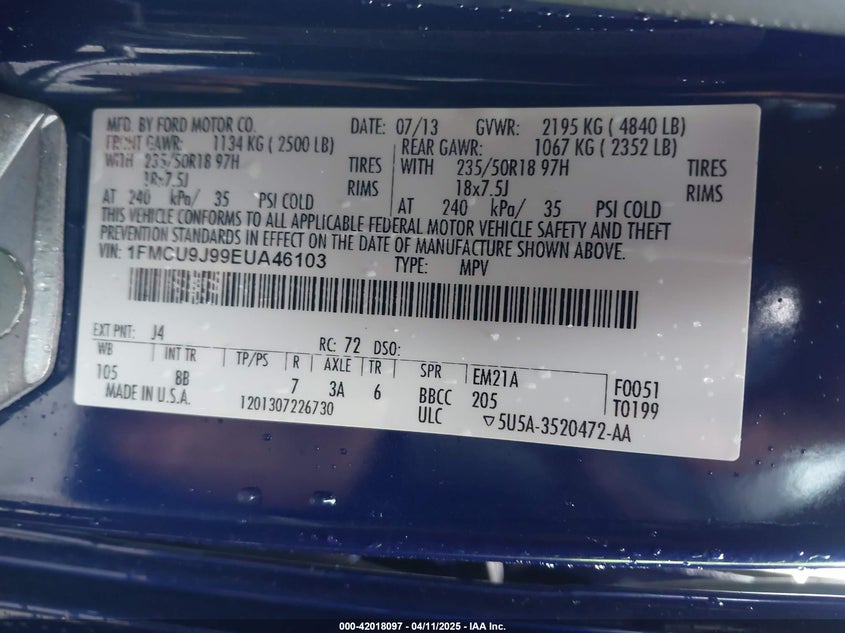 MFD. BY FORD MOTOR CO. DATE: 07/13 GVWR: 2195 KG ( 4840 LB)
FRONT GAWR: 1134 KG ( 2500 LB) REAR GAWR: 1067 KG ( 2352 LB)
WITH 235/50R18 97H TIRES WITH 235/50R18 97H TIRES
18x7.5J RIMS 18x7.5J RIMS
AT 240 kPa/ 35 PSI COLD AT 240 kPa/ 35 PSI COLD
THIS VEHICLE CONFORMS TO ALL APPLICABLE FEDERAL MOTOR VEHICLE SAFETY AND THEFT
PREVENTION STANDARDS IN EFFECT ON THE DATE OF MANUFACTURE SHOWN ABOVE.
VIN: 1FMCU9J99EUA46103 TYPE: MPV
EXT PNT: J4 RC: 72 DSO:
WB INT TR TP/PS R AXLE TR SPR EM21A F0051
105 8B 7 3A 6 BBCC 205 T0199
MADE IN U.S.A. 1201307226730 ULC ▽5U5A-3520472-AA
000-42018097 - 04/11/2025 - IAA Inc.